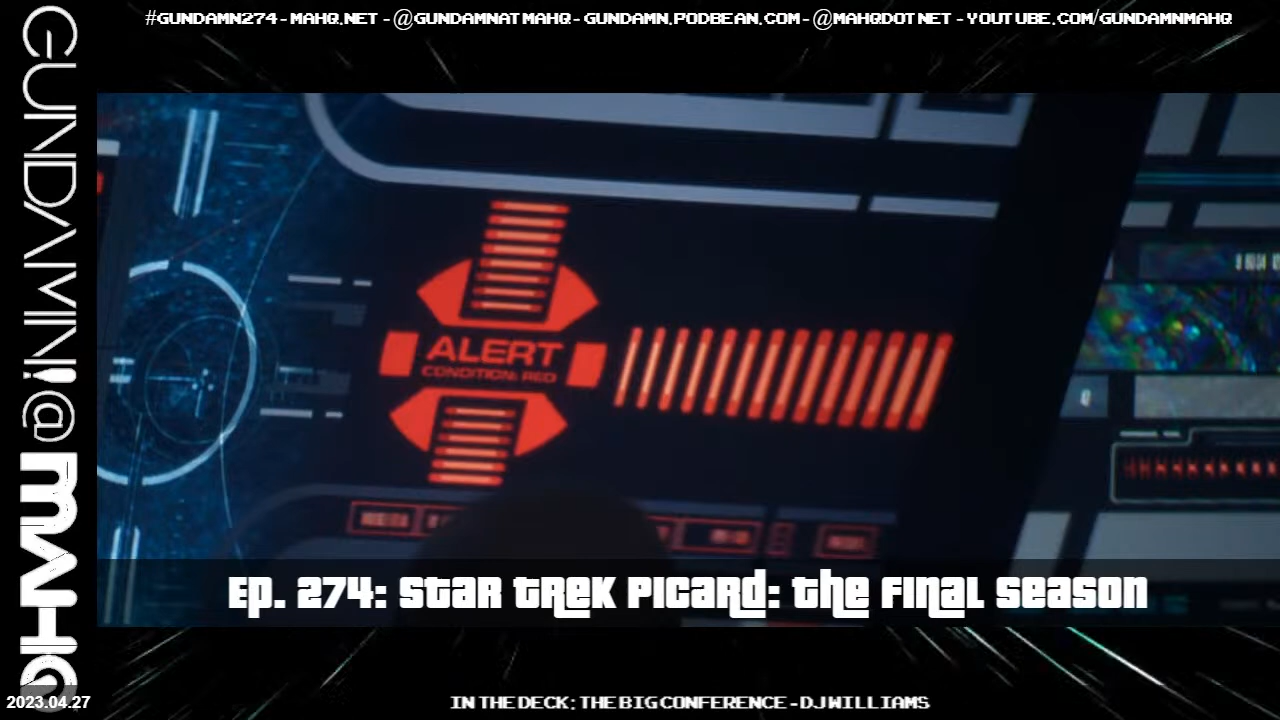 #GUNDAMN274 - MAHQ.NET - @GUNDAMNATMAHQ - GUNDAMN.PODBEAN.COM - @MAHQDOTNET - YOUTUBE.COM/GUNDAMNMAHQ
GUNDAMN!@MAHQ
ALERT
CONDITION: RED
Ep. 274: Star Trek Picard: The Final Season
2023.04.27
IN THE DECK: THE BIG CONFERENCE - DJ WILLIAMS